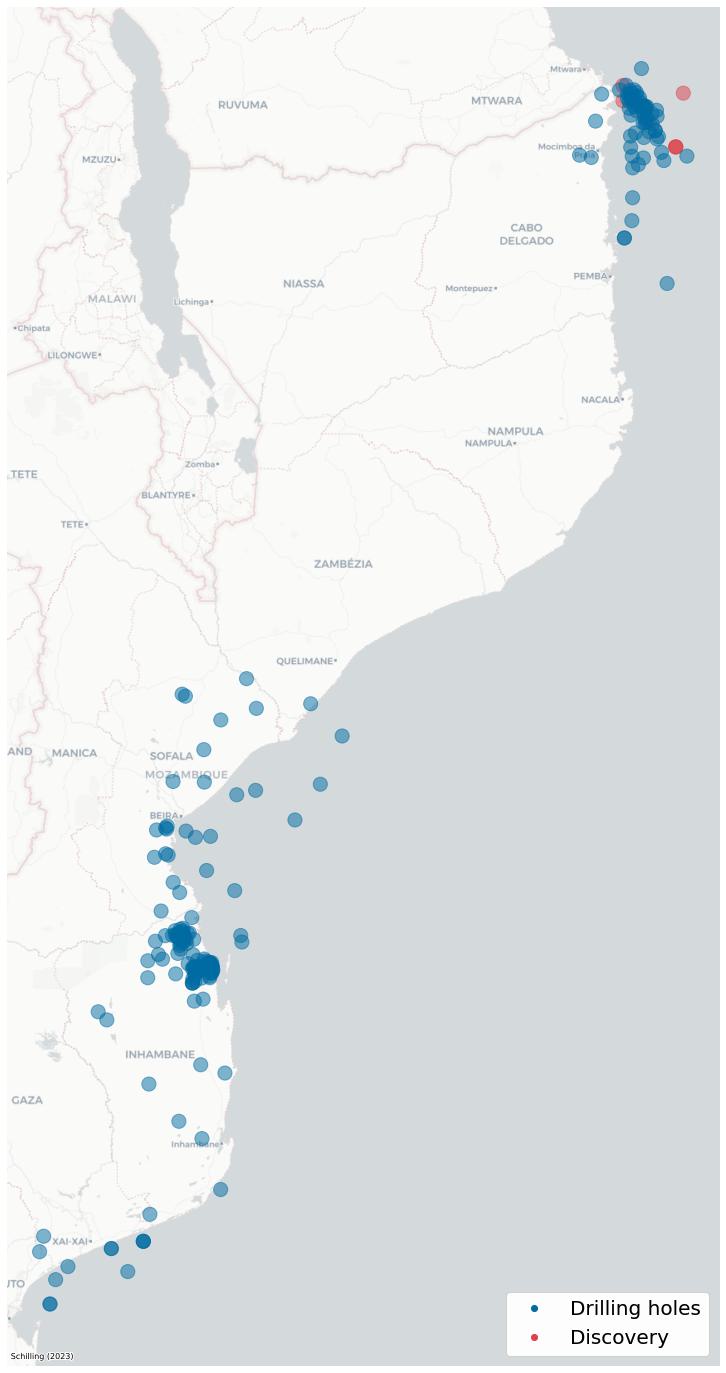 Mtwara
RUVUMA
MTWARA
Mocimboa da
Praia
MZUZU
CABO
DELGADO
PEMBA
NIASSA
Montepuez
MALAWI
Lichinga
Chipata
LILONGWE
NACALA
NAMPULA
NAMPULA
Zomba
TETE
BLANTYRE
TETE
ZAMBÉZIA
QUELIMANE
AND
MANICA
SOFALA
MOZAMBIQUE
BEIRA
INHAMBANE
GAZA
Inhambane
XAI-XAI
UTO
Drilling holes
Discovery
Schilling (2023)